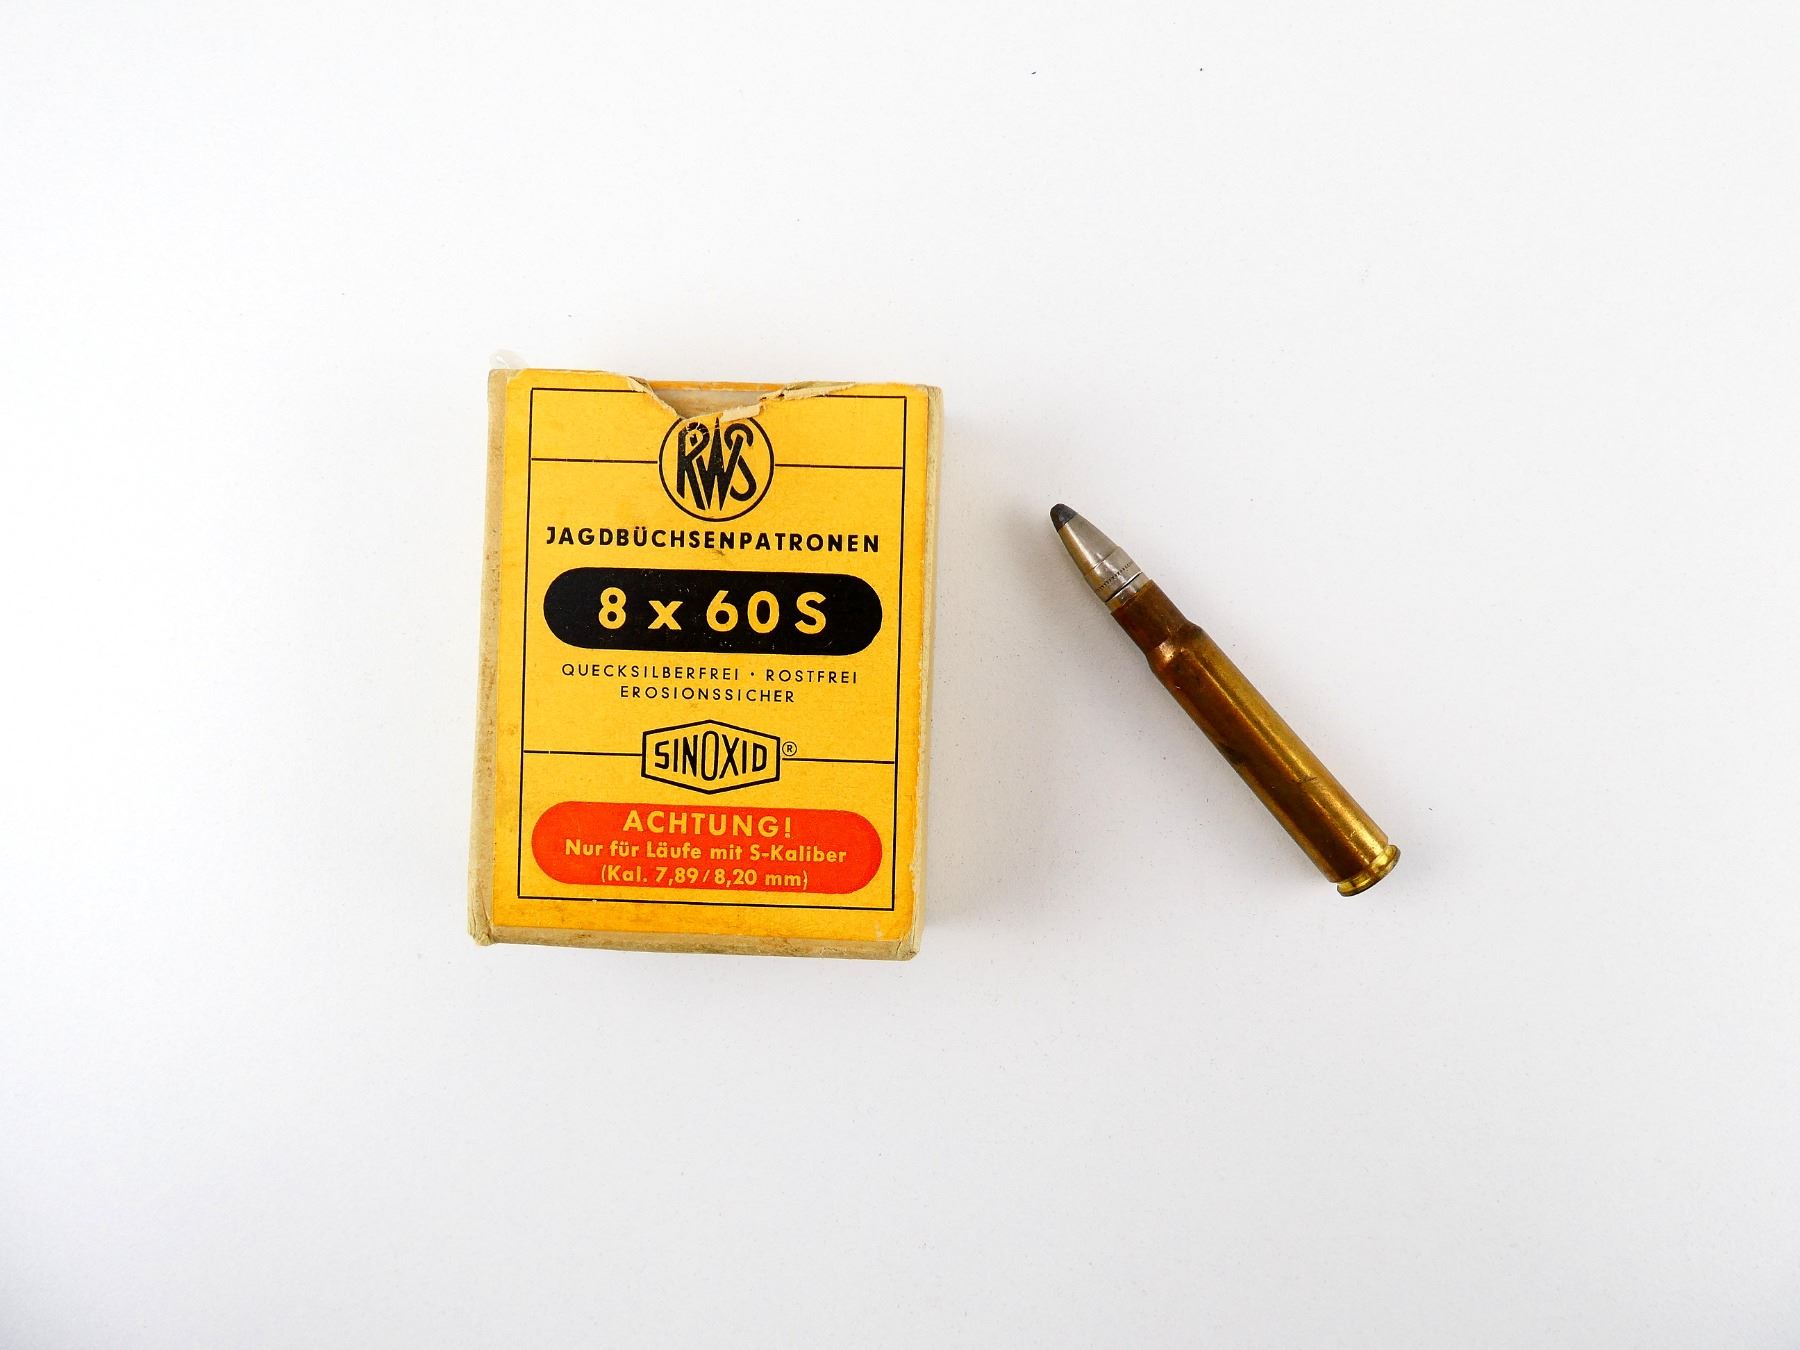 RWS
JAGDBÜCHSENPATRONEN
8 x 60 S
QUECKSILBERFREI · ROSTFREI
EROSIONSSICHER
SINOXID ®
ACHTUNG!
Nur für Läufe mit S-Kaliber
(Kal. 7,89 / 8,20 mm)